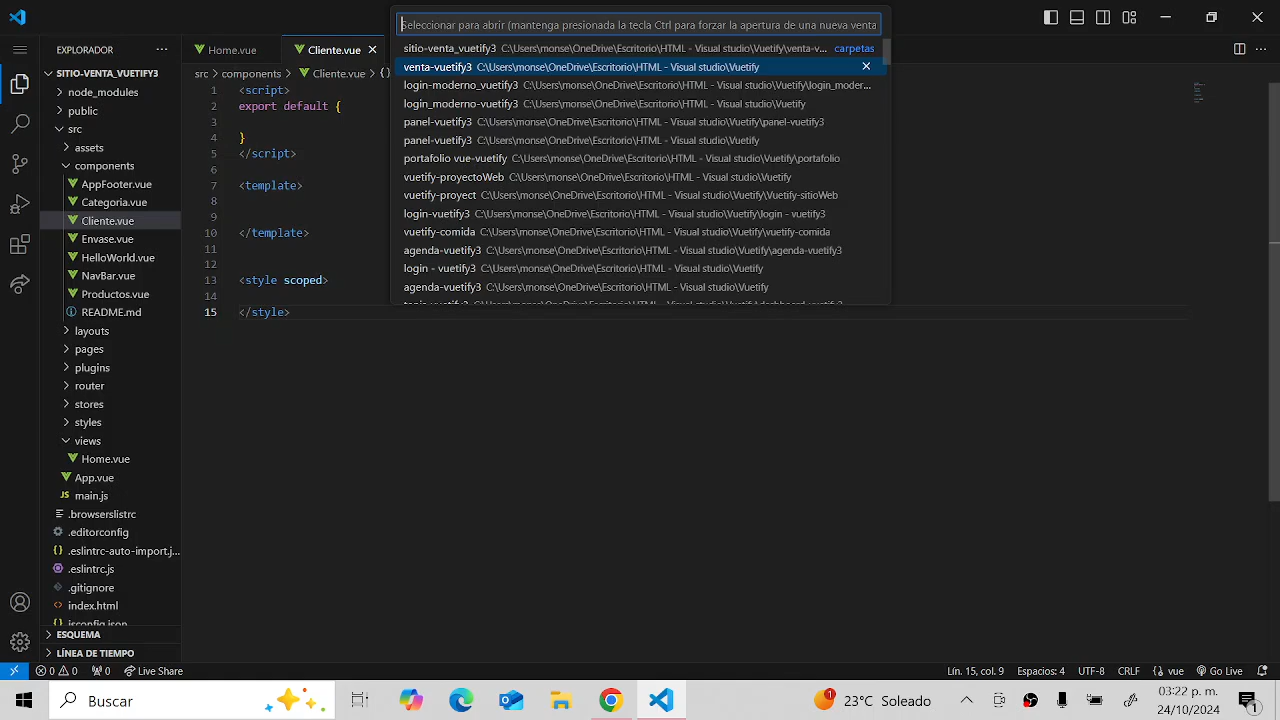 Seleccionar para abrir (mantenga presionada la tecla Ctrl para forzar la apertura de una nueva venta
sitio-venta_vuetify3 C:\Users\monse\OneDrive\Escritorio\HTML - Visual studio\Vuetify\venta-v... carpetas
venta-vuetify3 C:\Users\monse\OneDrive\Escritorio\HTML - Visual studio\Vuetify
login-moderno_vuetify3 C:\Users\monse\OneDrive\Escritorio\HTML - Visual studio\Vuetify\login_moder...
login_moderno_vuetify3 C:\Users\monse\OneDrive\Escritorio\HTML - Visual studio\Vuetify
panel-vuetify3 C:\Users\monse\OneDrive\Escritorio\HTML - Visual studio\Vuetify\panel-vuetify3
panel-vuetify3 C:\Users\monse\OneDrive\Escritorio\HTML - Visual studio\Vuetify
portafolio vue-vuetify C:\Users\monse\OneDrive\Escritorio\HTML - Visual studio\Vuetify\portafolio
vuetify-proyectoWeb C:\Users\monse\OneDrive\Escritorio\HTML - Visual studio\Vuetify
vuetify-proyect C:\Users\monse\OneDrive\Escritorio\HTML - Visual studio\Vuetify\Vuetify-sitioWeb
login-vuetify3 C:\Users\monse\OneDrive\Escritorio\HTML - Visual studio\Vuetify\login - vuetify3
vuetify-comida C:\Users\monse\OneDrive\Escritorio\HTML - Visual studio\Vuetify\vuetify-comida
agenda-vuetify3 C:\Users\monse\OneDrive\Escritorio\HTML - Visual studio\Vuetify\agenda-vuetify3
login - vuetify3 C:\Users\monse\OneDrive\Escritorio\HTML - Visual studio\Vuetify
agenda-vuetify3 C:\Users\monse\OneDrive\Escritorio\HTML - Visual studio\Vuetify
EXPLORADOR
SITIO-VENTA_VUETIFY3
node_modules
public
src
assets
components
AppFooter.vue
Categoria.vue
Cliente.vue
Envase.vue
HelloWorld.vue
NavBar.vue
Productos.vue
README.md
layouts
pages
plugins
router
stores
styles
views
Home.vue
App.vue
main.js
.browserslistrc
.editorconfig
.eslintrc-auto-import.j...
.eslintrc.js
.gitignore
index.html
jsconfig.json
ESQUEMA
LÍNEA DE TIEMPO
Home.vue Cliente.vue
src > components > Cliente.vue > {}
1 <script>
2 export default {
3
4 }
5 </script>
6
7 <template>
8
9
10 </template>
11
12
13 <style scoped>
14
15 </style>
0 0 0 Live Share
Lín. 15, col. 9 Espacios: 4 UTF-8 CRLF {} vue Go Live
Buscar
1 23°C Soleado
03:22 p. m.
24/10/2024
1